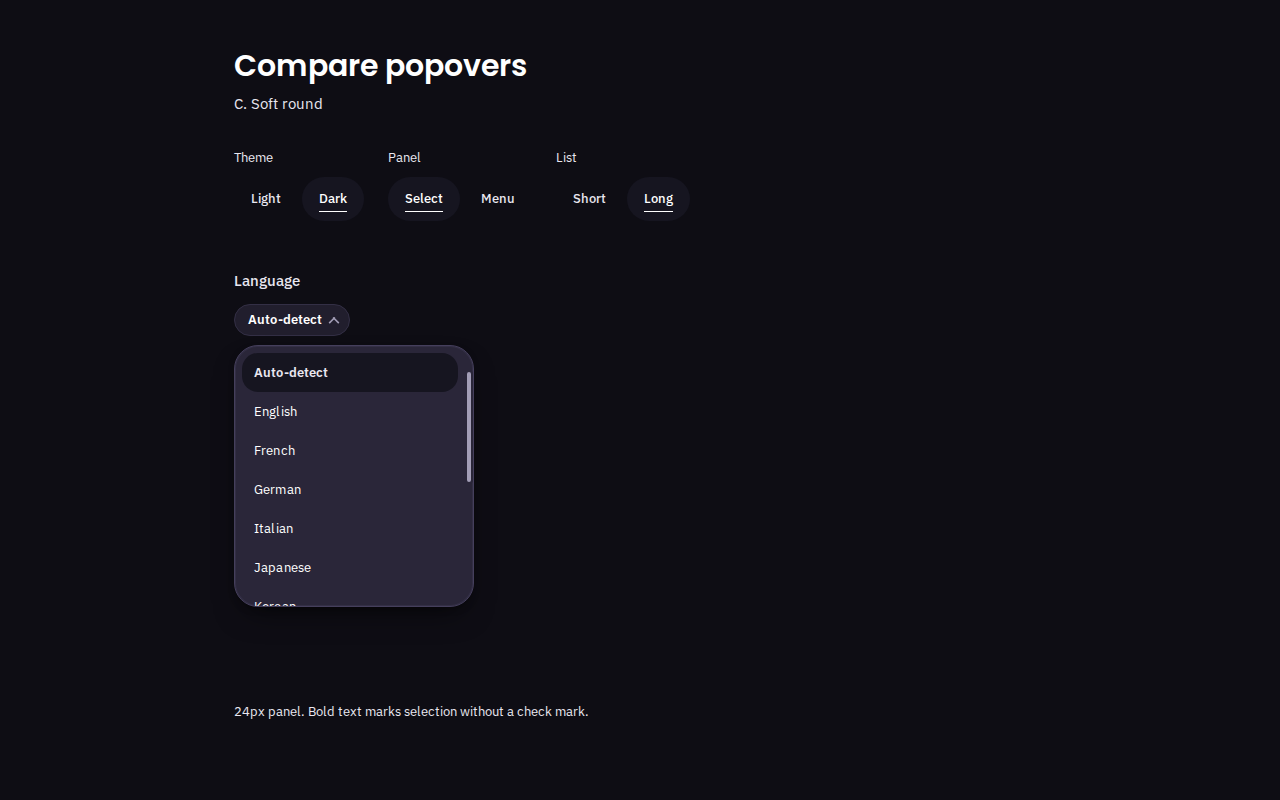 Compare popovers
C. Soft round
Theme Panel List
Light Dark Select Menu Short Long
Language
Auto-detect
Auto-detect
English
French
German
Italian
Japanese
Korean
24px panel. Bold text marks selection without a check mark.